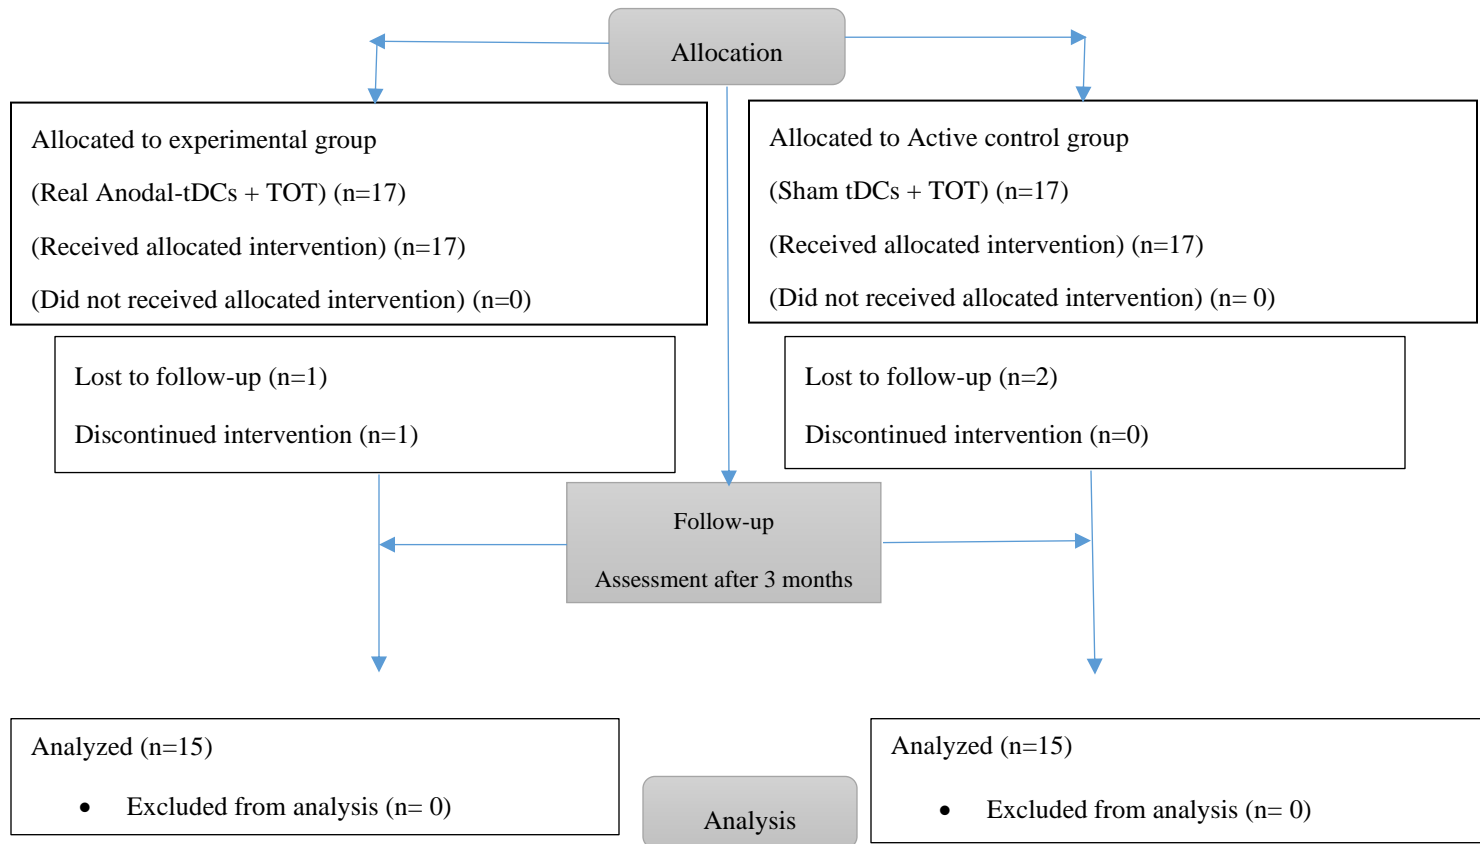 Allocation
Allocated to experimental group
(Real Anodal-tDCs + TOT) (n=17)
(Received allocated intervention) (n=17)
(Did not received allocated intervention) (n=0)
Allocated to Active control group
(Sham tDCs + TOT) (n=17)
(Received allocated intervention) (n=17)
(Did not received allocated intervention) (n= 0)
Lost to follow-up (n=1)
Discontinued intervention (n=1)
Lost to follow-up (n=2)
Discontinued intervention (n=0)
Follow-up
Assessment after 3 months
Analyzed (n=15)
• Excluded from analysis (n= 0)
Analyzed (n=15)
• Excluded from analysis (n= 0)
Analysis